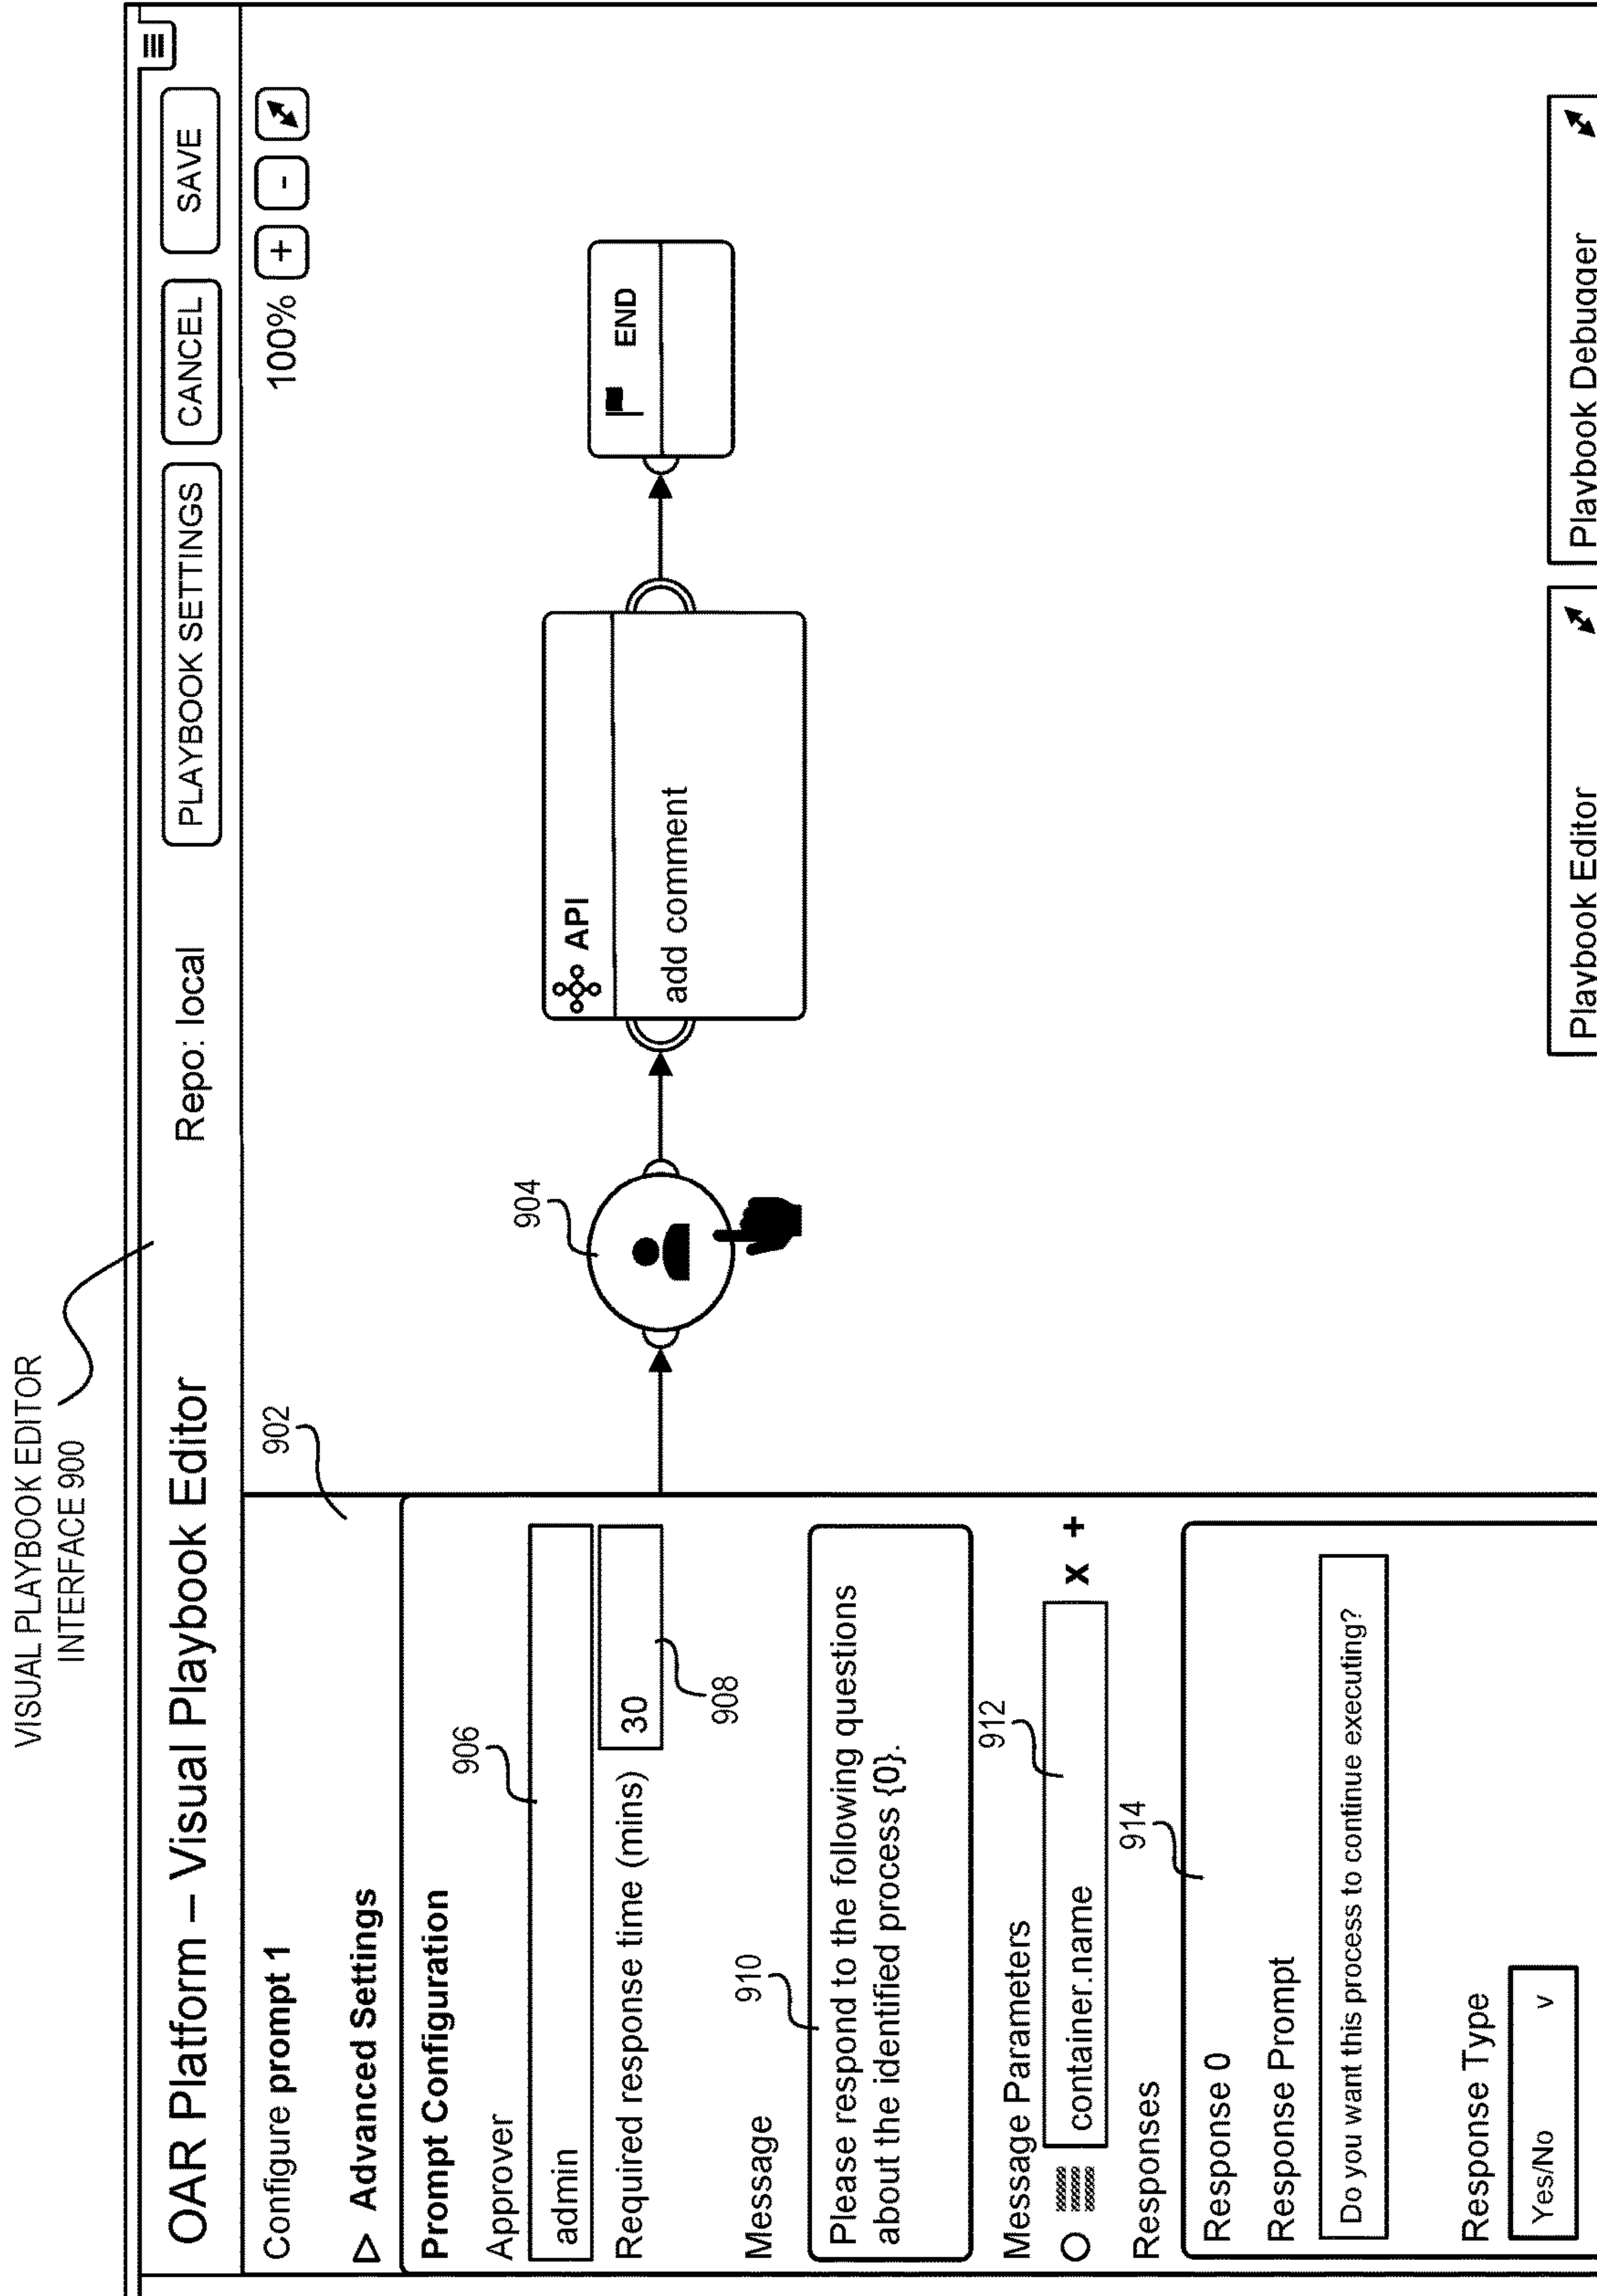 VISUAL PLAYBOOK EDITOR
INTERFACE 900
OAR Platform – Visual Playbook Editor
Repo: local
PLAYBOOK SETTINGS
CANCEL
SAVE
902
Configure prompt 1
100%
+
-
Advanced Settings
Prompt Configuration
Approver
906
admin
Required response time (mins)
30
908
Message
910
Please respond to the following questions
about the identified process {0}.
Message Parameters
912
container.name
x +
Responses
914
Response 0
Response Prompt
Do you want this process to continue executing?
Response Type
Yes/No v
904
API
add comment
END
Playbook Editor
Playbook Debugger